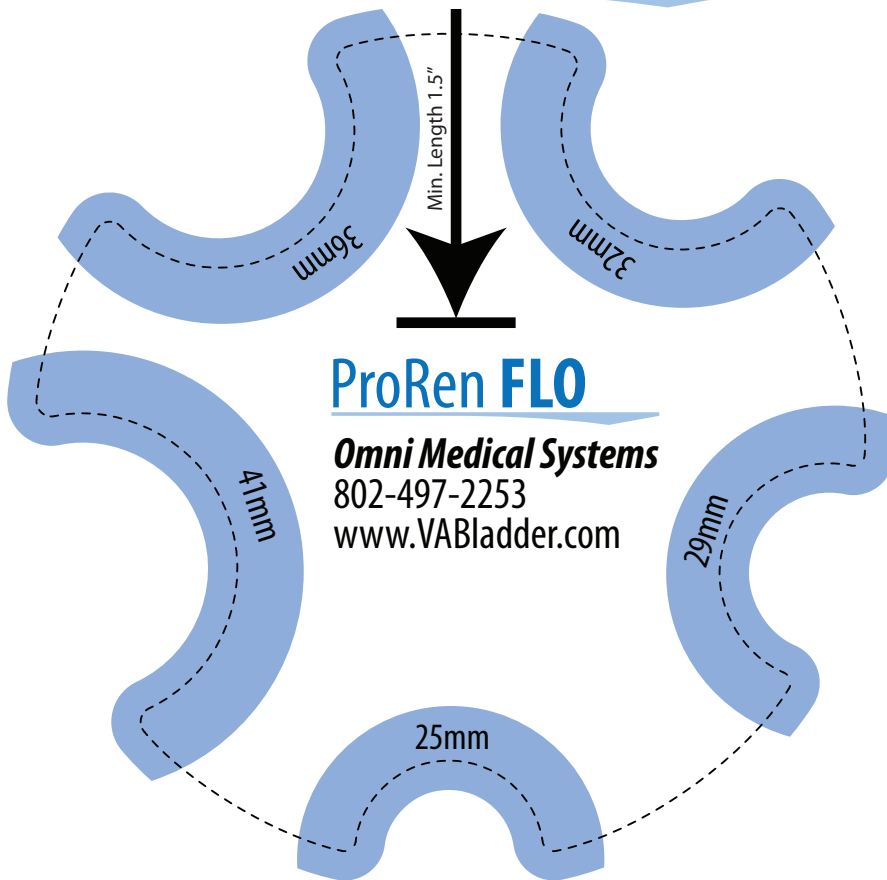 Min. Length 1.5”
36mm
32mm
ProRen FLO
Omni Medical Systems
802-497-2253
www.VABladder.com
41mm
29mm
25mm